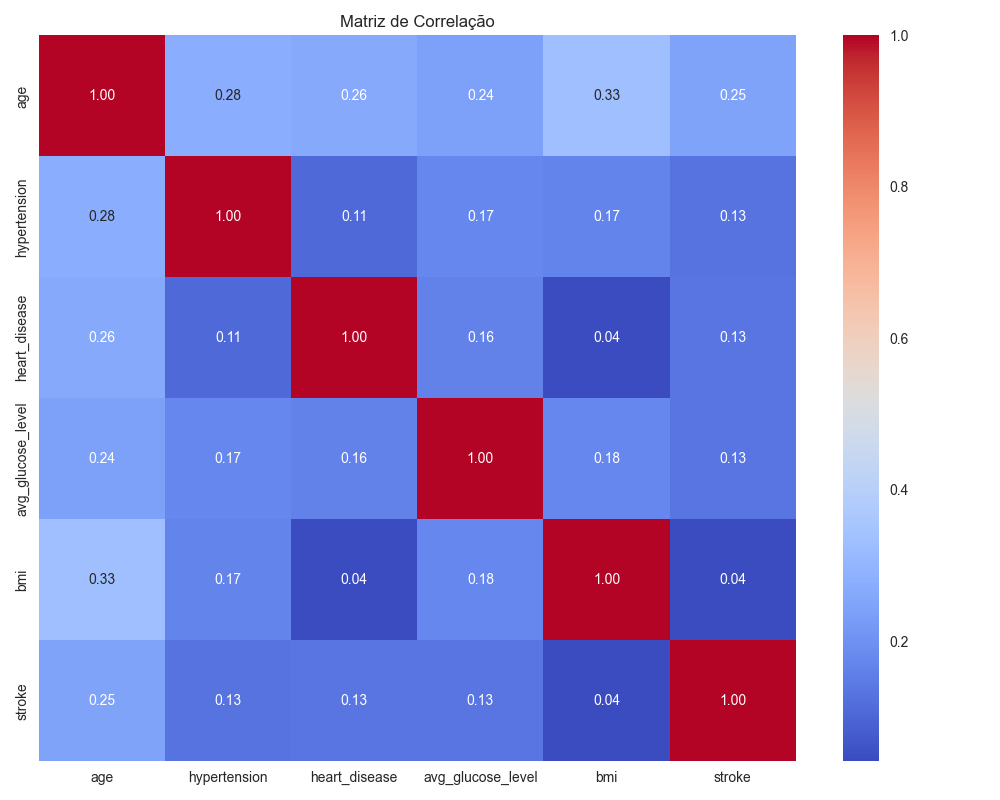 Matriz de Correlação
age 1.00 0.28 0.26 0.24 0.33 0.25
hypertension 0.28 1.00 0.11 0.17 0.17 0.13
heart_disease 0.26 0.11 1.00 0.16 0.04 0.13
avg_glucose_level 0.24 0.17 0.16 1.00 0.18 0.13
bmi 0.33 0.17 0.04 0.18 1.00 0.04
stroke 0.25 0.13 0.13 0.13 0.04 1.00
age hypertension heart_disease avg_glucose_level bmi stroke
1.0
0.8
0.6
0.4
0.2